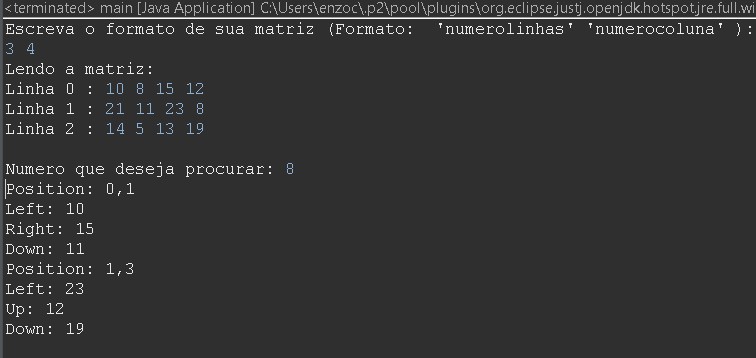 <terminated> main [Java Application] C:\Users\enzoc\.p2\pool\plugins\org.eclipse.justj.openjdk.hotspot.jre.full.wi
Escreva o formato de sua matriz (Formato:  'numerolinhas' 'numerocoluna' ):
3 4
Lendo a matriz:
Linha 0 : 10 8 15 12
Linha 1 : 21 11 23 8
Linha 2 : 14 5 13 19
Numero que deseja procurar: 8
Position: 0,1
Left: 10
Right: 15
Down: 11
Position: 1,3
Left: 23
Up: 12
Down: 19